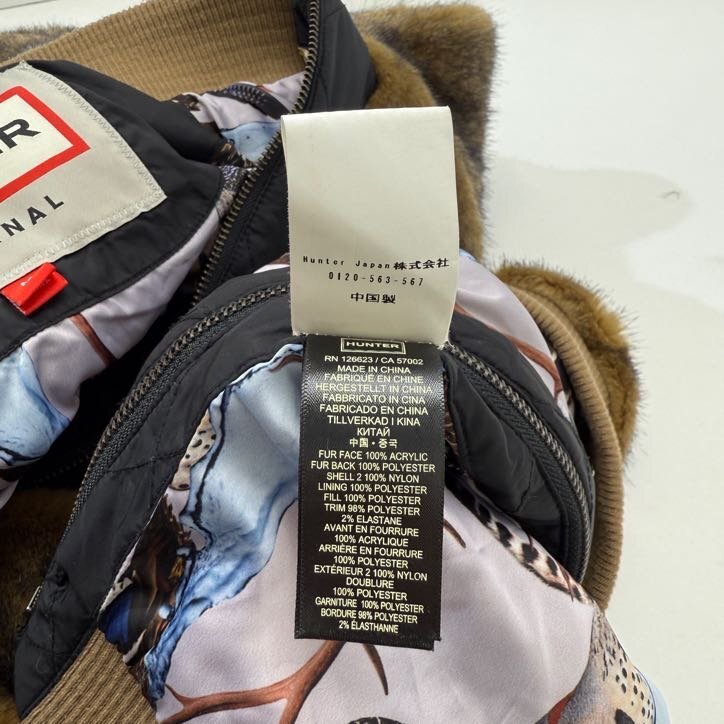 ER
NAL
Hunter Japan株式会社
0120-563-567
中国製
HUNTER
RN 126623 / CA 57002
MADE IN CHINA
FABRIQUÉ EN CHINE
HERGESTELLT IN CHINA
FABBRICATO IN CINA
FABRICADO EN CHINA
TILLVERKAD I KINA
КИТАЙ
中国 • 중국
FUR FACE 100% ACRYLIC
FUR BACK 100% POLYESTER
SHELL 2 100% NYLON
LINING 100% POLYESTER
FILL 100% POLYESTER
TRIM 98% POLYESTER
2% ELASTANE
AVANT EN FOURRURE
100% ACRYLIQUE
ARRIÈRE EN FOURRURE
100% POLYESTER
EXTÉRIEUR 2 100% NYLON
DOUBLURE
100% POLYESTER
GARNITURE 100% POLYESTER
BORDURE 98% POLYESTER
2% ÉLASTHANNE